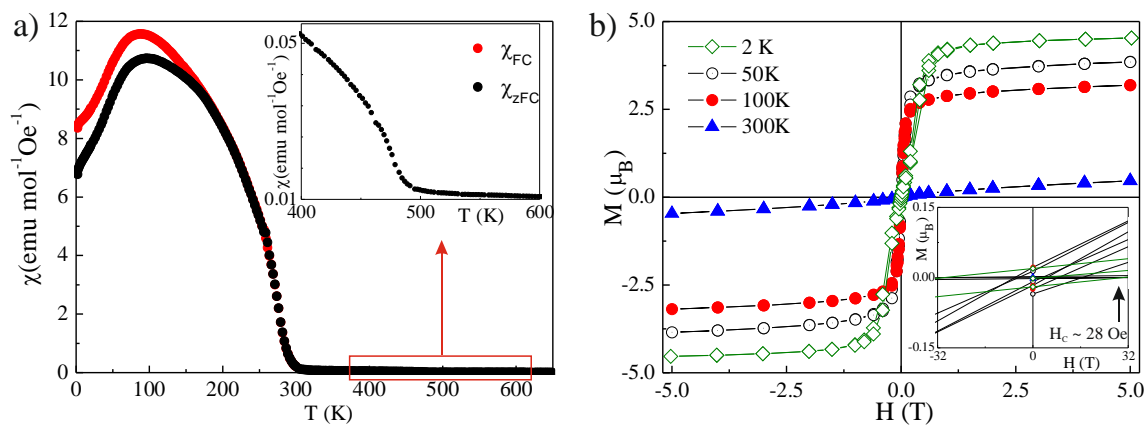 a)
12
10
8
6
4
2
0
χ(emu mol⁻¹Oe⁻¹)
0
100
200
300
400
500
600
T (K)
χFC
χZFC
0.05
0.01
χ(emu mol⁻¹Oe⁻¹)
400
500
600
T (K)
b)
5.0
2.5
0.0
-2.5
-5.0
M (μB)
2 K
50K
100K
300K
-5.0
-2.5
0.0
2.5
5.0
H (T)
0.15
0.00
-0.15
M (μB)
HC ~ 28 Oe
-32
0
32
H (T)